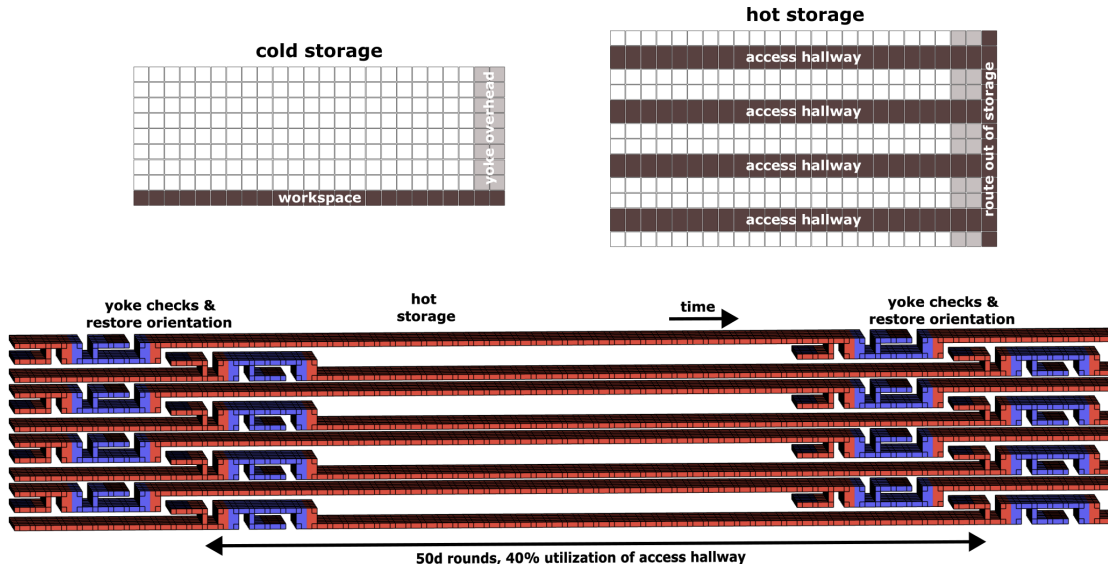 cold storage
yoke overhead
workspace
hot storage
access hallway
access hallway
access hallway
access hallway
route out of storage
yoke checks &
restore orientation
hot
storage
time
yoke checks &
restore orientation
50d rounds, 40% utilization of access hallway